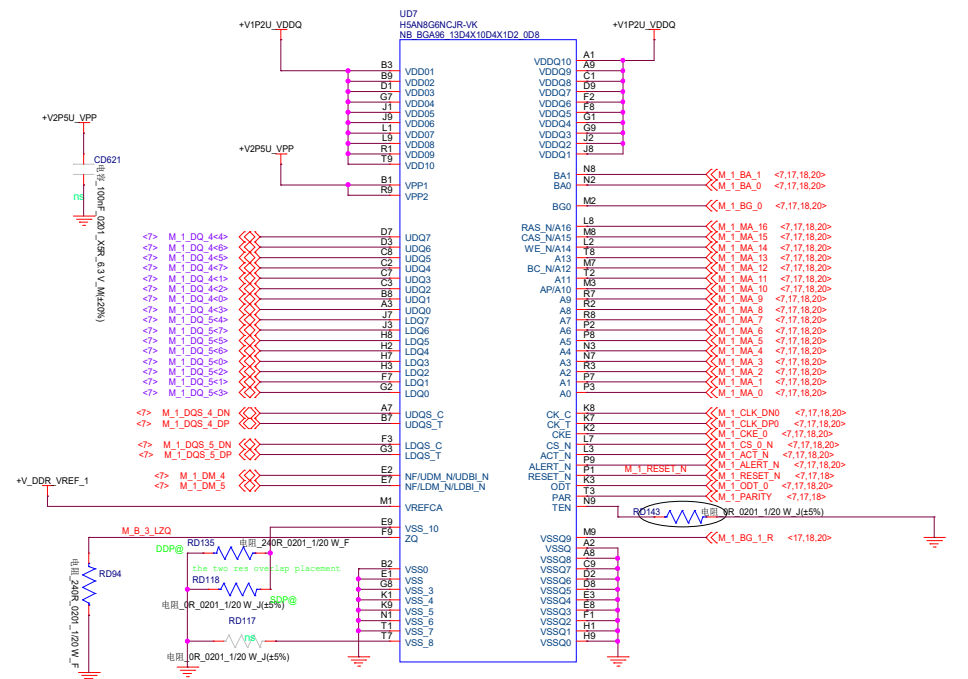 UD7
H5AN8G6NCJR-VK
NB_BGA96_13D4X10D4X1D2_0D8
+V1P2U_VDDQ
+V1P2U_VDDQ
B3 VDD01
B9 VDD02
D1 VDD03
G7 VDD04
J1 VDD05
J9 VDD06
L1 VDD07
L9 VDD08
R1 VDD09
T9 VDD10
+V2P5U_VPP
B1 VPP1
R9 VPP2
+V2P5U_VPP
CD621
电容_100nF_0201_X5R_6.3 V_M(±20%)
ns
<7> M_1_DQ_4<4> D7 UDQ7
<7> M_1_DQ_4<6> D3 UDQ6
<7> M_1_DQ_4<5> C8 UDQ5
<7> M_1_DQ_4<7> C2 UDQ4
<7> M_1_DQ_4<1> C7 UDQ3
<7> M_1_DQ_4<2> C3 UDQ2
<7> M_1_DQ_4<0> B8 UDQ1
<7> M_1_DQ_4<3> A3 UDQ0
<7> M_1_DQ_5<4> J7 LDQ7
<7> M_1_DQ_5<7> J3 LDQ6
<7> M_1_DQ_5<5> H8 LDQ5
<7> M_1_DQ_5<6> H2 LDQ4
<7> M_1_DQ_5<0> H7 LDQ3
<7> M_1_DQ_5<2> H3 LDQ2
<7> M_1_DQ_5<1> F7 LDQ1
<7> M_1_DQ_5<3> G2 LDQ0
<7> M_1_DQS_4_DN A7 UDQS_C
<7> M_1_DQS_4_DP B7 UDQS_T
<7> M_1_DQS_5_DN F3 LDQS_C
<7> M_1_DQS_5_DP G3 LDQS_T
<7> M_1_DM_4 E2 NF/UDM_N/UDBI_N
<7> M_1_DM_5 E7 NF/LDM_N/LDBI_N
+V_DDR_VREF_1
M1 VREFCA
E9 VSS_10
M_B_3_LZQ F9 ZQ
RD94
电阻_240R_0201_1/20 W_F
DDP@
RD135
电阻_240R_0201_1/20 W_F
the two res overlap placement
RD118
SDP@
电阻_0R_0201_1/20 W_J(±5%)
RD117
ns
电阻_0R_0201_1/20 W_J(±5%)
B2 VSS0
E1 VSS
G8 VSS_3
K1 VSS_4
K9 VSS_5
N1 VSS_6
T1 VSS_7
T7 VSS_8
VDDQ10 A1
VDDQ9 A9
VDDQ8 C1
VDDQ7 D9
VDDQ6 F2
VDDQ5 F8
VDDQ4 G1
VDDQ3 G9
VDDQ2 J2
VDDQ1 J8
BA1 N8 M_1_BA_1 <7,17,18,20>
BA0 N2 M_1_BA_0 <7,17,18,20>
BG0 M2 M_1_BG_0 <7,17,18,20>
RAS_N/A16 L8 M_1_MA_16 <7,17,18,20>
CAS_N/A15 M8 M_1_MA_15 <7,17,18,20>
WE_N/A14 L2 M_1_MA_14 <7,17,18,20>
A13 T8 M_1_MA_13 <7,17,18,20>
BC_N/A12 M7 M_1_MA_12 <7,17,18,20>
A11 T2 M_1_MA_11 <7,17,18,20>
AP/A10 M3 M_1_MA_10 <7,17,18,20>
A9 R7 M_1_MA_9 <7,17,18,20>
A8 R2 M_1_MA_8 <7,17,18,20>
A7 R8 M_1_MA_7 <7,17,18,20>
A6 P2 M_1_MA_6 <7,17,18,20>
A5 P8 M_1_MA_5 <7,17,18,20>
A4 N3 M_1_MA_4 <7,17,18,20>
A3 N7 M_1_MA_3 <7,17,18,20>
A2 R3 M_1_MA_2 <7,17,18,20>
A1 P7 M_1_MA_1 <7,17,18,20>
A0 P3 M_1_MA_0 <7,17,18,20>
CK_C K8 M_1_CLK_DN0 <7,17,18,20>
CK_T K7 M_1_CLK_DP0 <7,17,18,20>
CKE K2 M_1_CKE_0 <7,17,18,20>
CS_N L7 M_1_CS_0_N <7,17,18,20>
ACT_N L3 M_1_ACT_N <7,17,18,20>
ALERT_N P9 M_1_ALERT_N <7,17,18,20>
RESET_N P1 M_1_RESET_N M_1_RESET_N <7,17,18,20>
ODT K3 M_1_ODT_0 <7,17,18,20>
PAR T3 M_1_PARITY <7,17,18>
TEN N9
RD143 电阻_0R_0201_1/20 W_J(±5%)
VSSQ9 M9 M_1_BG_1_R <17,18,20>
VSSQ A2
VSSQ8 A8
VSSQ7 C9
VSSQ6 D2
VSSQ5 D8
VSSQ4 E3
VSSQ3 E8
VSSQ2 F1
VSSQ1 H1
VSSQ0 H9